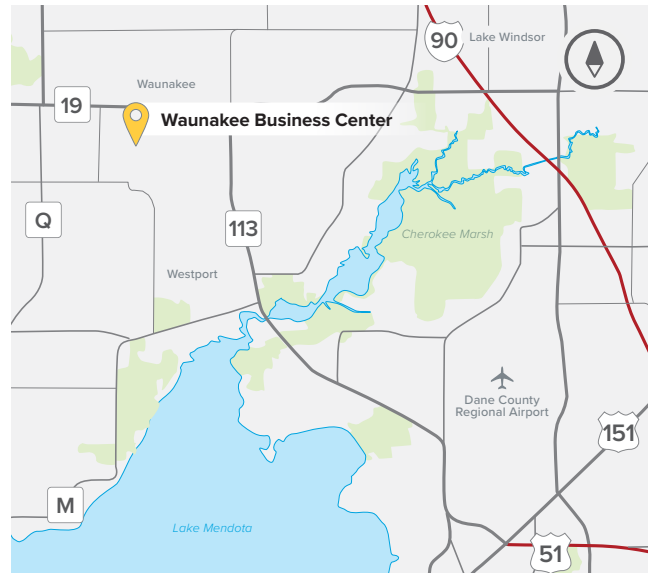 90
Lake Windsor
Waunakee
19
Waunakee Business Center
Q
113
Cherokee Marsh
Westport
Dane County
Regional Airport
151
M
Lake Mendota
51